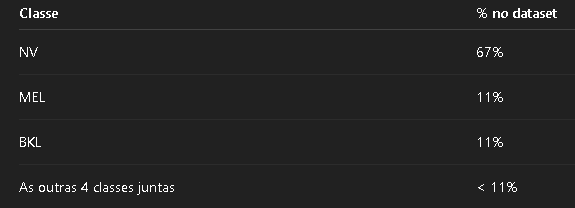 Classe % no dataset
NV 67%
MEL 11%
BKL 11%
As outras 4 classes juntas < 11%